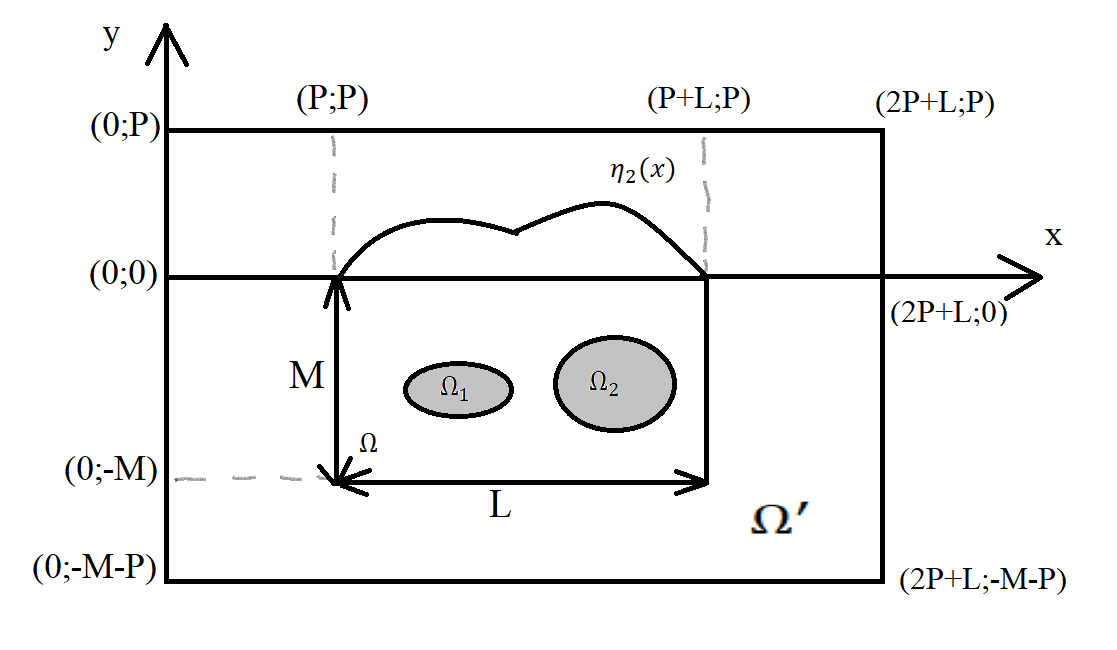 y
(P;P)
(P+L;P)
(2P+L;P)
(0;P)
η₂(x)
x
(0;0)
(2P+L;0)
M
Ω₁
Ω₂
Ω
(0;-M)
L
Ω′
(0;-M-P)
(2P+L;-M-P)